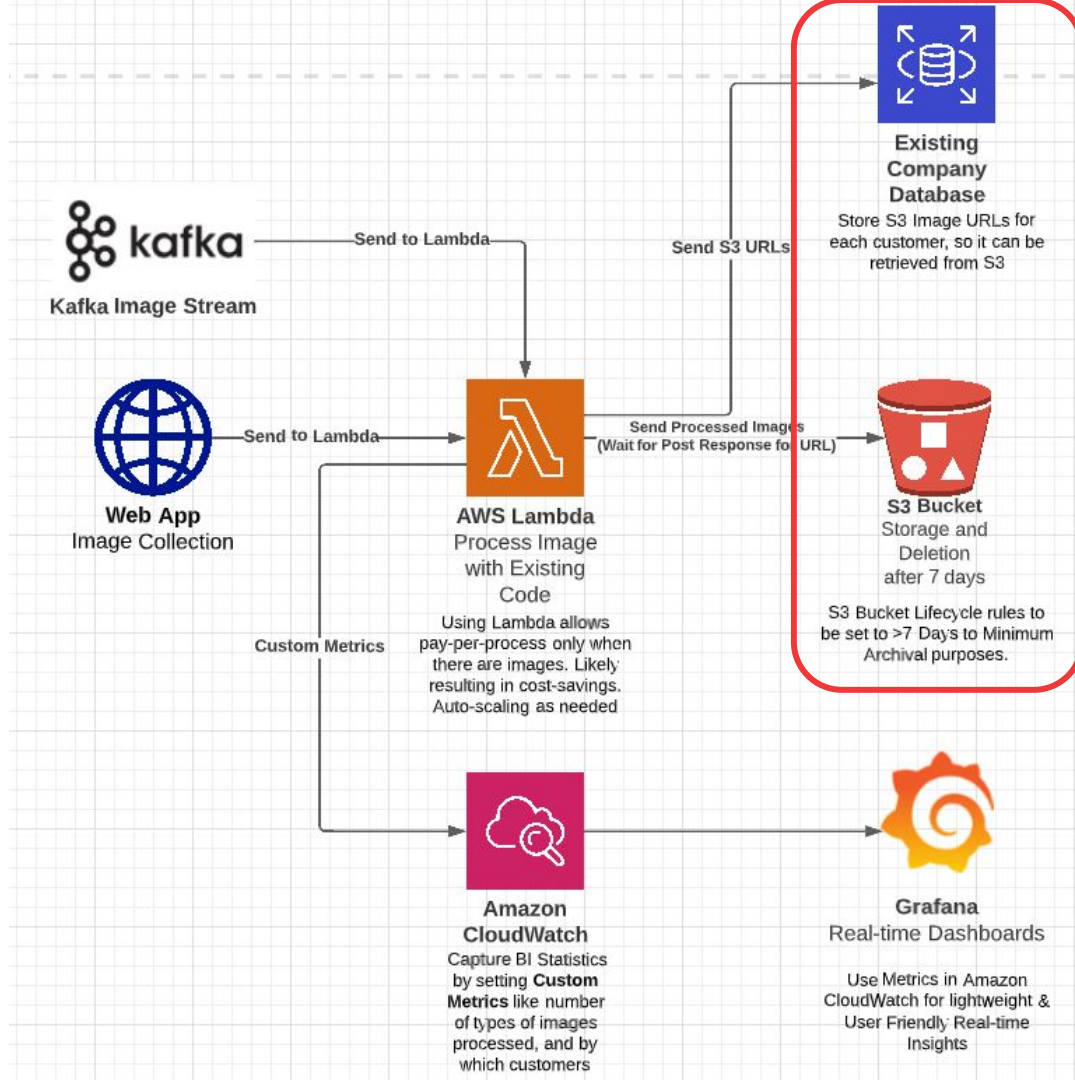 Existing
Company
Database
Store S3 Image URLs for
each customer, so it can be
retrieved from S3
kafka
Kafka Image Stream
Send to Lambda
Send S3 URLs
Web App
Image Collection
Send to Lambda
AWS Lambda
Process Image
with Existing
Code
Using Lambda allows
pay-per-process only when
there are images. Likely
resulting in cost-savings.
Auto-scaling as needed
Send Processed Images
(Wait for Post Response for URL)
S3 Bucket
Storage and
Deletion
after 7 days
S3 Bucket Lifecycle rules to
be set to >7 Days to Minimum
Archival purposes.
Custom Metrics
Amazon
CloudWatch
Capture BI Statistics
by setting Custom
Metrics like number
of types of images
processed, and by
which customers
Grafana
Real-time Dashboards
Use Metrics in Amazon
CloudWatch for lightweight &
User Friendly Real-time
Insights